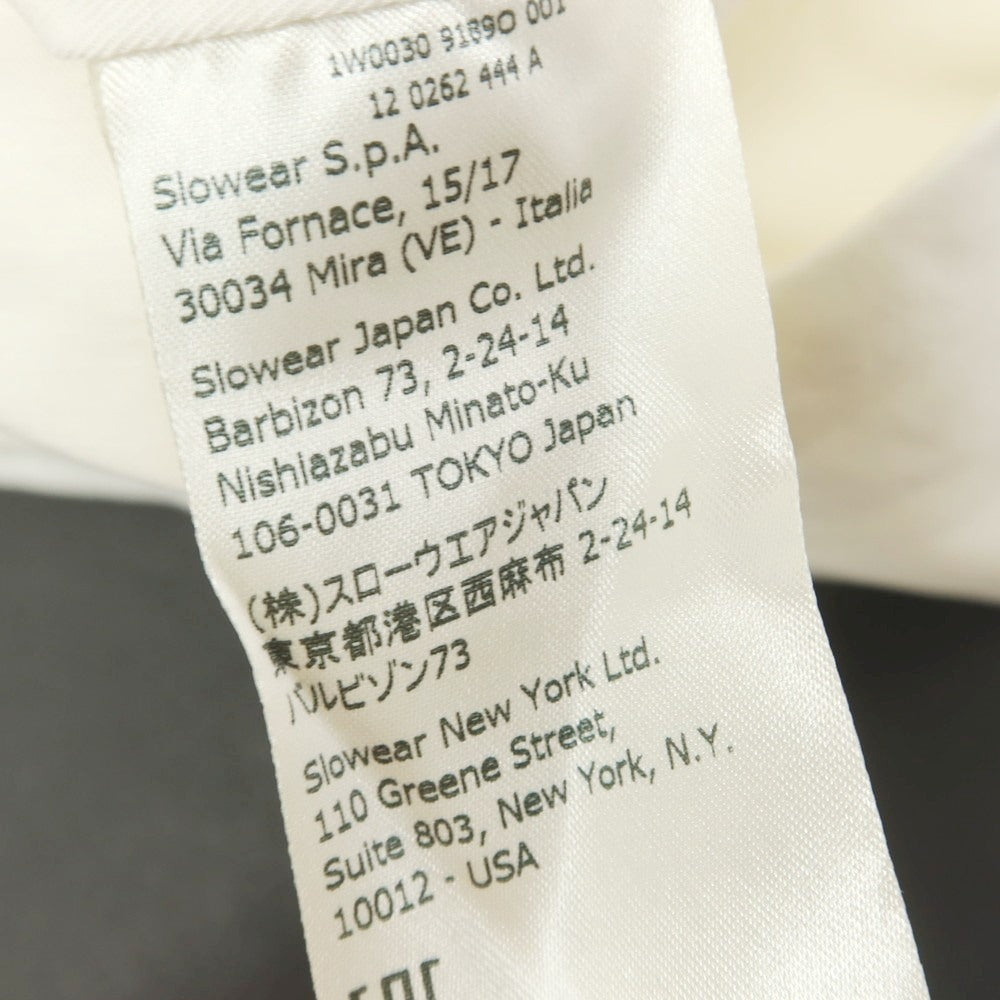 1W0030 9189O 001
12 0262 444 A
Slowear S.p.A.
Via Fornace, 15/17
30034 Mira (VE) - Italia
Slowear Japan Co. Ltd.
Barbizon 73, 2-24-14
Nishiazabu Minato-Ku
106-0031 TOKYO Japan
(株)スローウエアジャパン
東京都港区西麻布 2-24-14
バルビゾン73
Slowear New York Ltd.
110 Greene Street,
Suite 803, New York, N.Y.
10012 - USA